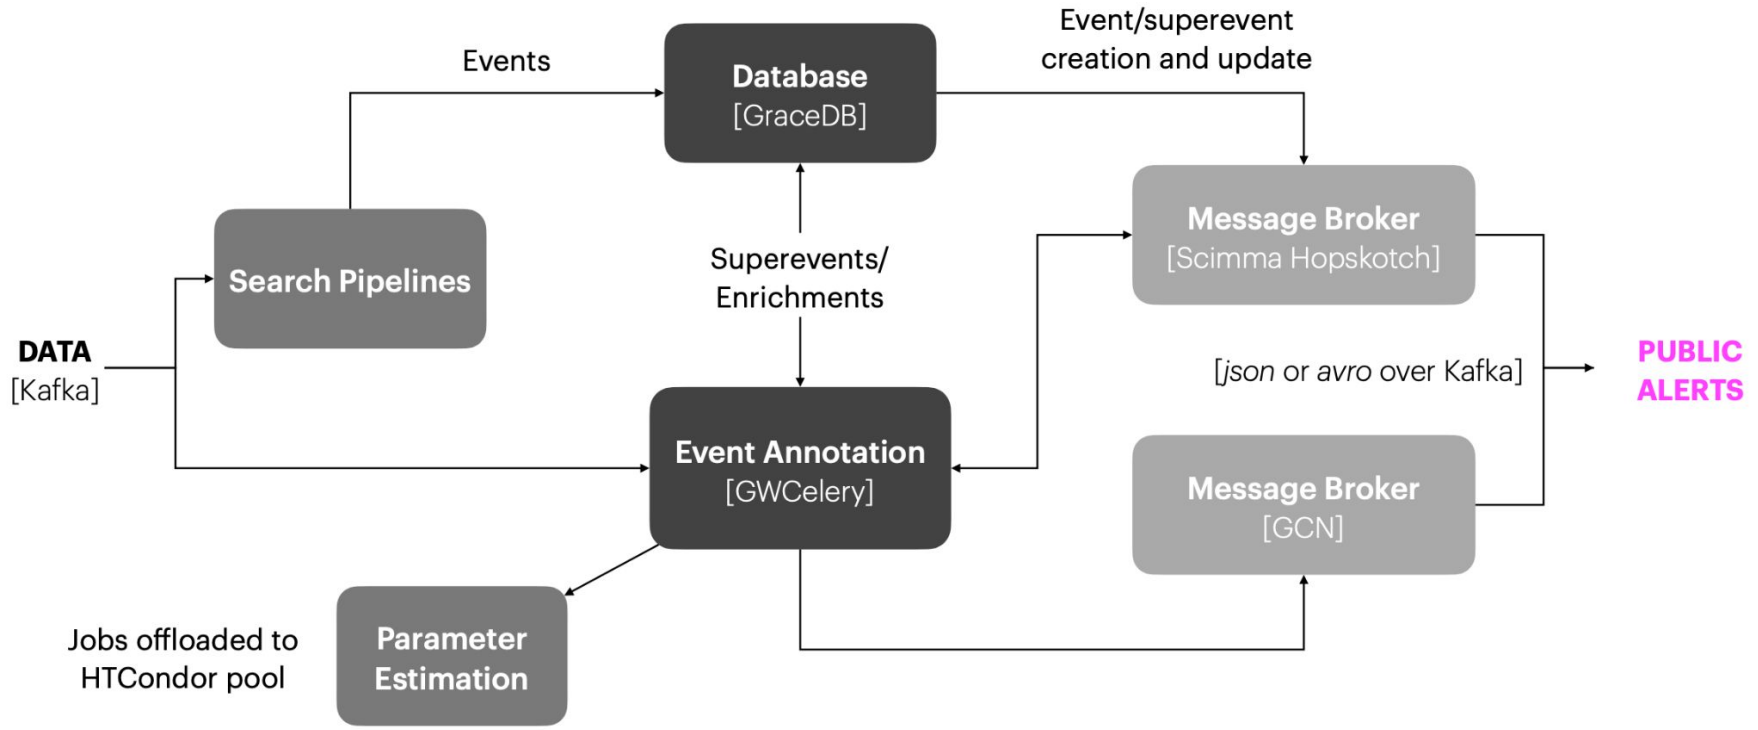 Event/superevent
creation and update
Events
Database
[GraceDB]
Message Broker
[Scimma Hopskotch]
Search Pipelines
Superevents/
Enrichments
DATA
[Kafka]
[json or avro over Kafka]
PUBLIC
ALERTS
Event Annotation
[GWCelery]
Message Broker
[GCN]
Jobs offloaded to
HTCondor pool
Parameter
Estimation